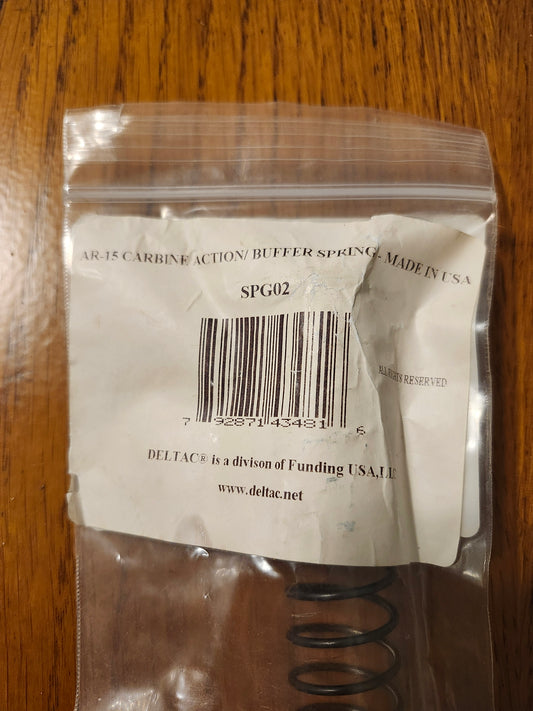 AR-15 CARBINE ACTION/ BUFFER SPRING - MADE IN USA
SPG02
ALL RIGHTS RESERVED
7 92871 43481 6
DELTAC® is a divison of Funding USA,LLC
www.deltac.net